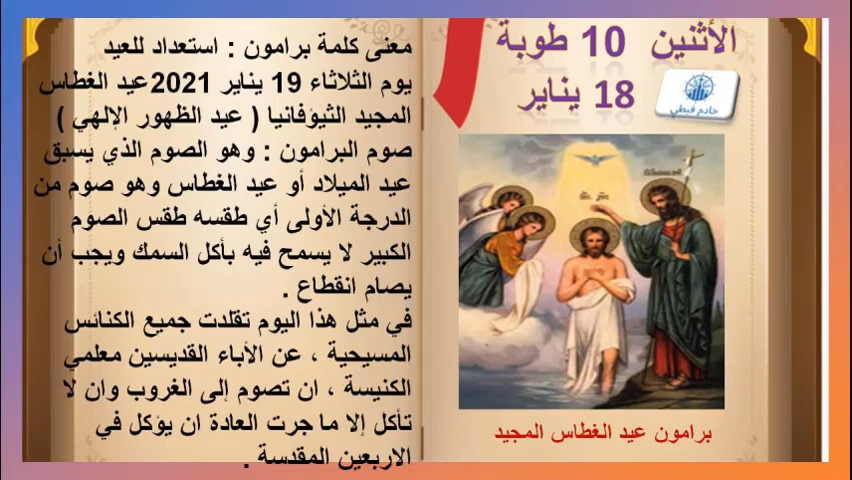 الأثنين 10 طوبة
18 يناير
خادم قبطي
برامون عيد الغطاس المجيد
معنى كلمة برامون : استعداد للعيد
يوم الثلاثاء 19 يناير 2021عيد الغطاس
المجيد الثيؤفانيا ( عيد الظهور الإلهي )
صوم البرامون : وهو الصوم الذي يسبق
عيد الميلاد أو عيد الغطاس وهو صوم من
الدرجة الأولى أي طقسه طقس الصوم
الكبير لا يسمح فيه بأكل السمك ويجب أن
يصام انقطاع .
في مثل هذا اليوم تقلدت جميع الكنائس
المسيحية ، عن الأباء القديسين معلمي
الكنيسة ، ان تصوم إلى الغروب وان لا
تأكل إلا ما جرت العادة ان يؤكل في
الاربعين المقدسة .